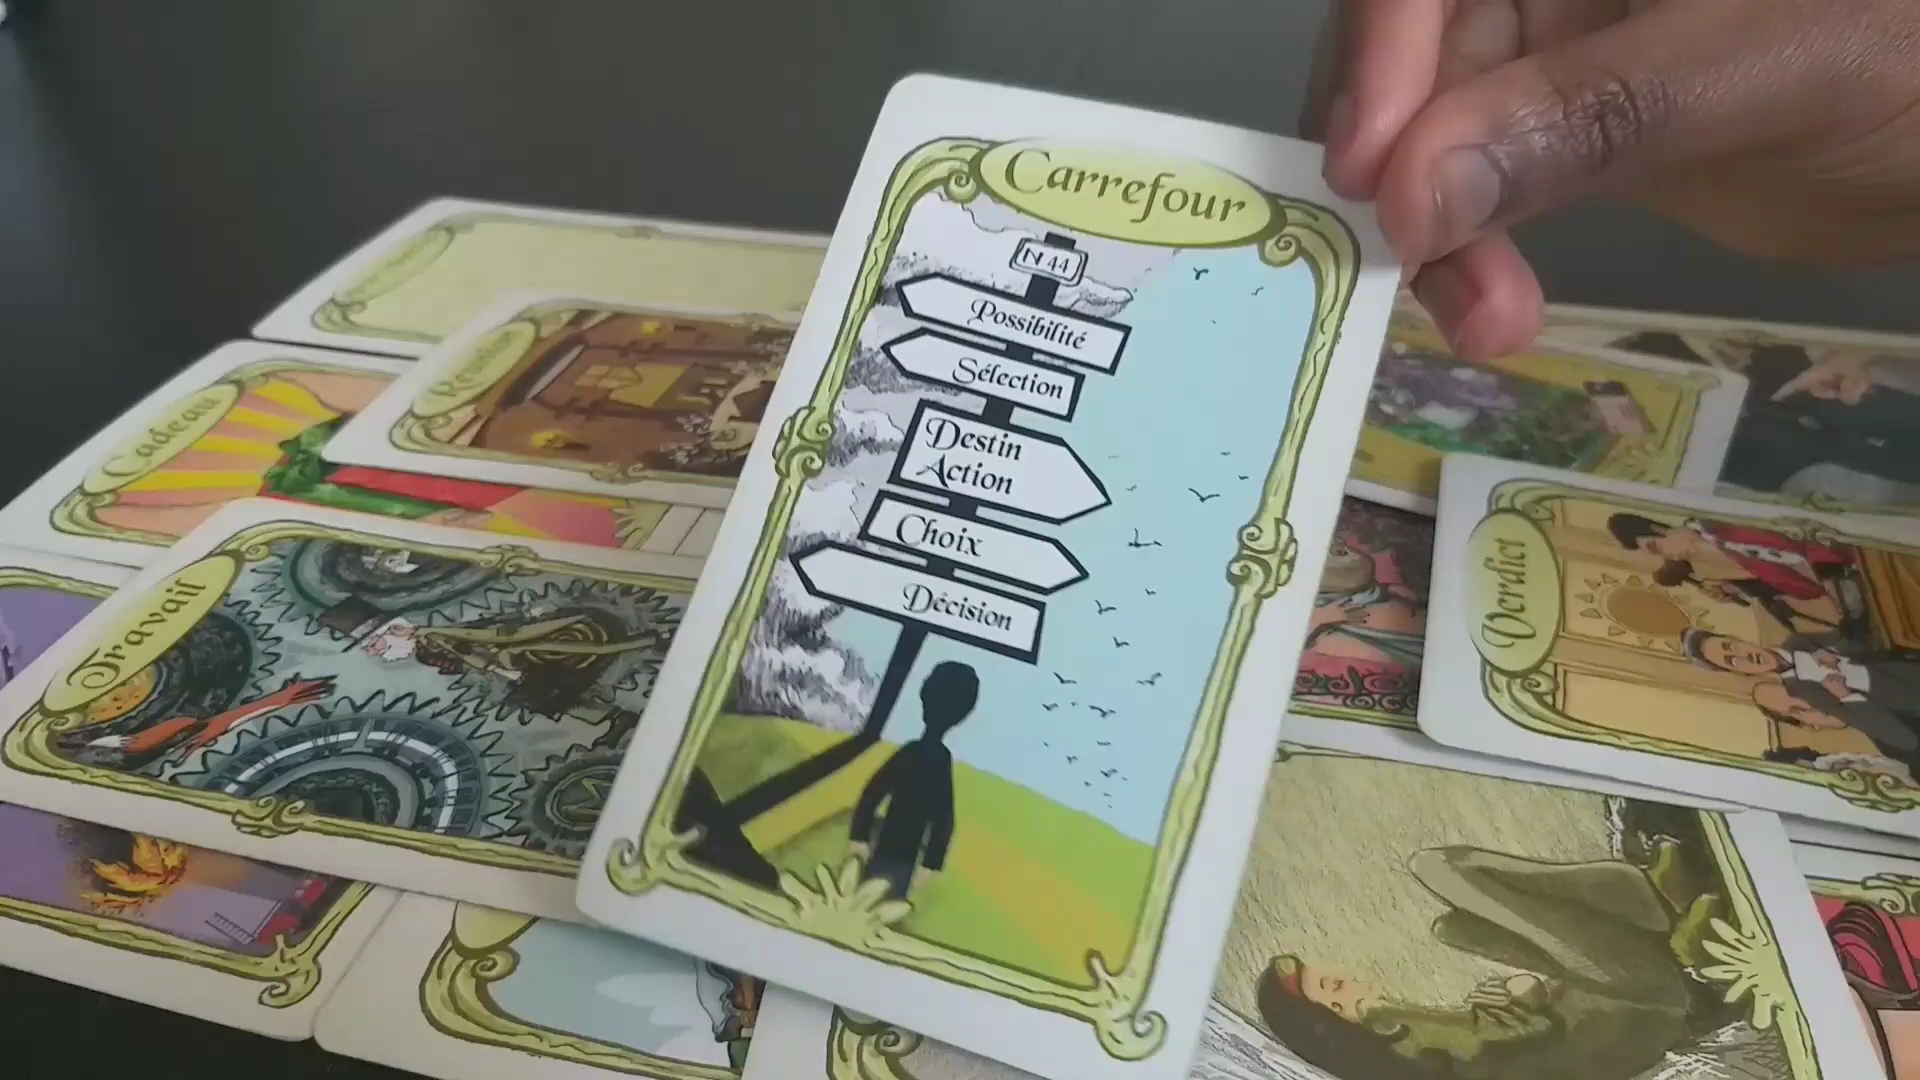 Carrefour
N 44
Possibilité
Sélection
Destin
Action
Choix
Décision
Cadeau
Travail
Verdict